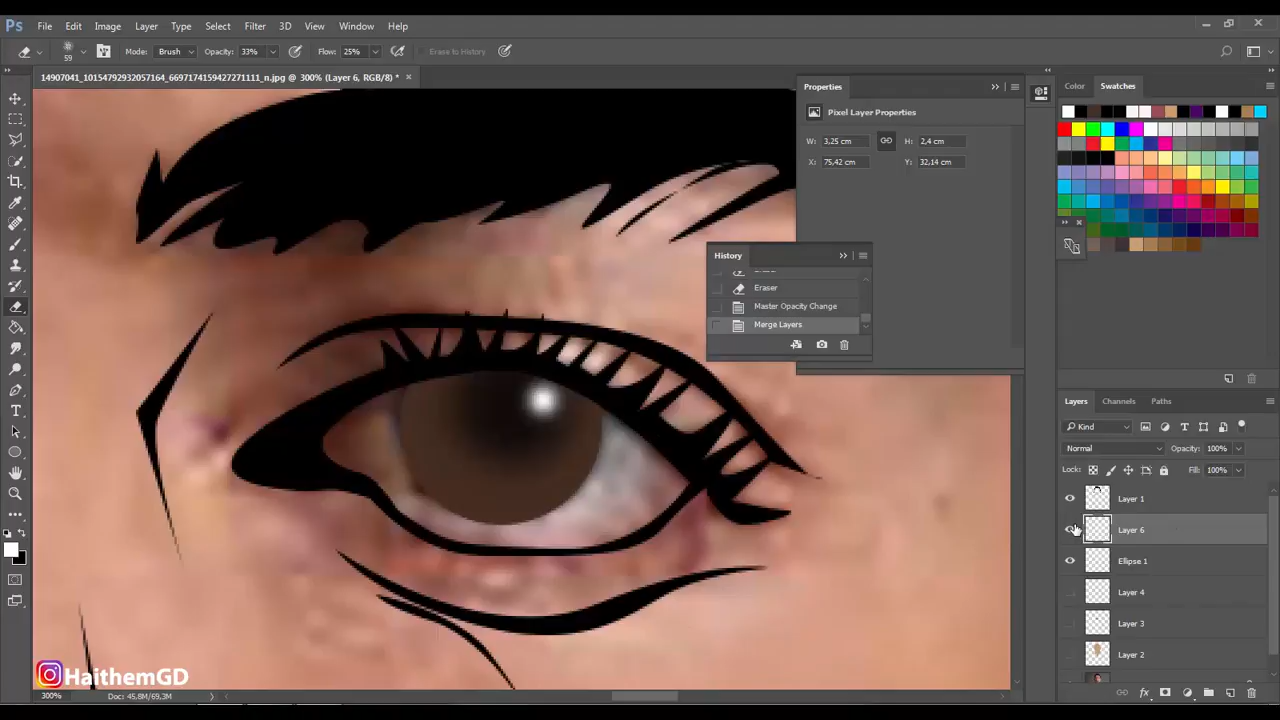 Ps File Edit Image Layer Type Select Filter 3D View Window Help
59 Mode: Brush Opacity: 33% Flow: 25% Erase to History
14907041_10154792932057164_6697174159427271111_n.jpg @ 300% (Layer 6, RGB/8) *
Properties
Pixel Layer Properties
W: 3,25 cm H: 2,4 cm
X: 75,42 cm Y: 32,14 cm
History
Eraser
Eraser
Master Opacity Change
Merge Layers
Color Swatches
Layers Channels Paths
Kind
Normal Opacity: 100%
Lock: Fill: 100%
Layer 1
Layer 6
Ellipse 1
Layer 4
Layer 3
Layer 2
HaithemGD
300% Doc: 45,8M/69,3M